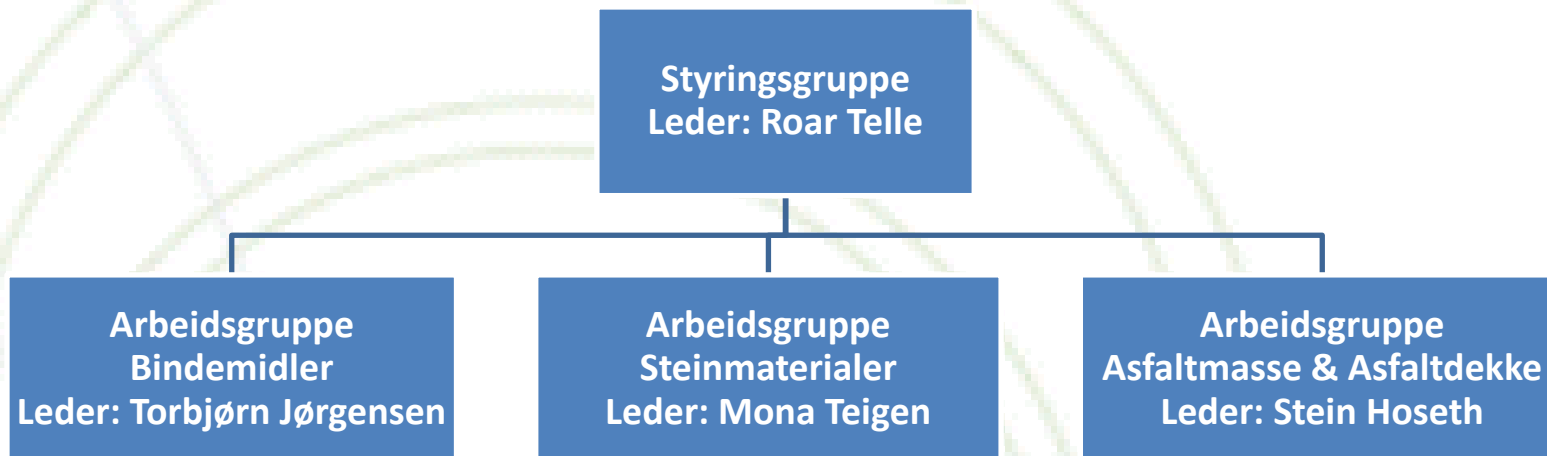 Styringsgruppe
Leder: Roar Telle
Arbeidsgruppe
Bindemidler
Leder: Torbjørn Jørgensen
Arbeidsgruppe
Steinmaterialer
Leder: Mona Teigen
Arbeidsgruppe
Asfaltmasse & Asfaltdekke
Leder: Stein Hoseth